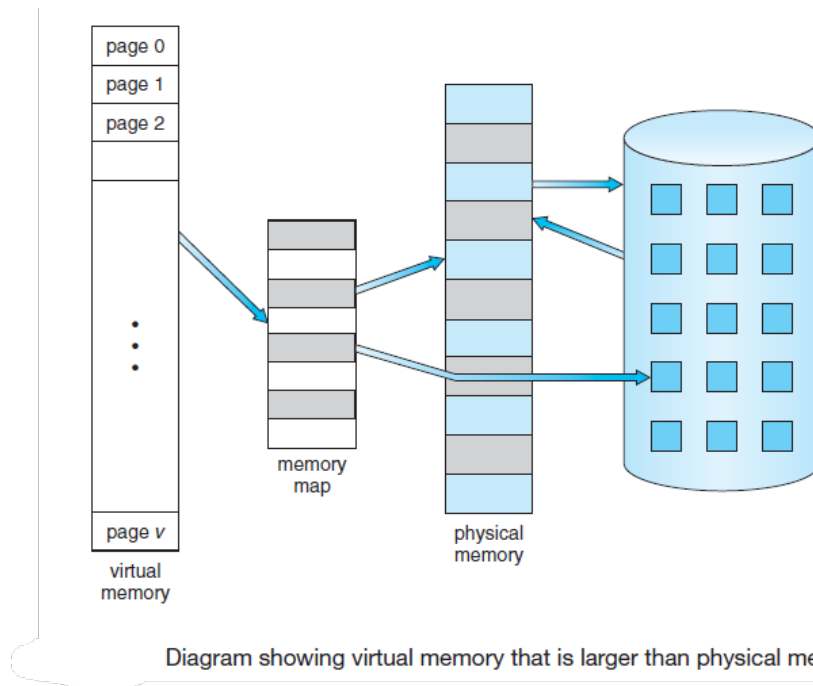 page 0
page 1
page 2
page v
virtual
memory
memory
map
physical
memory
Diagram showing virtual memory that is larger than physical me